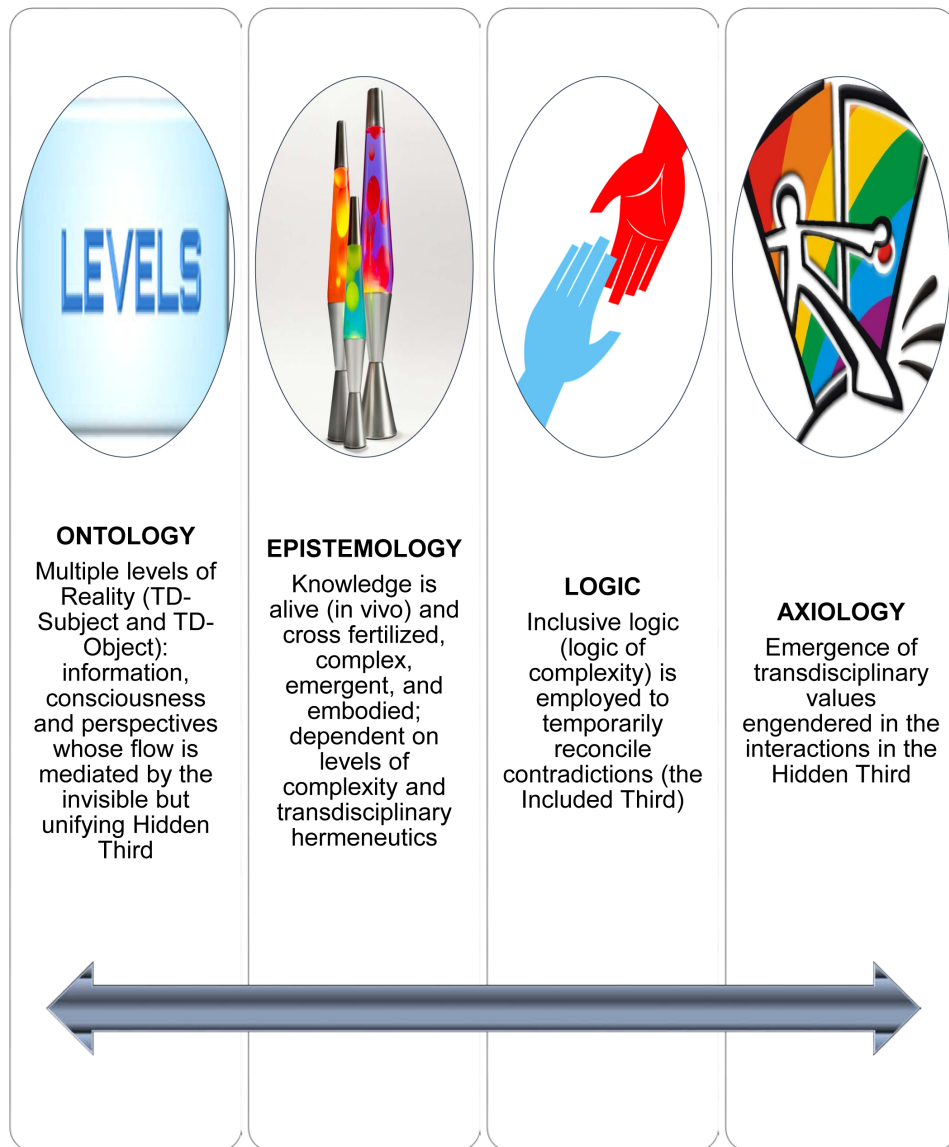 LEVELS
ONTOLOGY
Multiple levels of
Reality (TD-
Subject and TD-
Object):
information,
consciousness
and perspectives
whose flow is
mediated by the
invisible but
unifying Hidden
Third
EPISTEMOLOGY
Knowledge is
alive (in vivo) and
cross fertilized,
complex,
emergent, and
embodied;
dependent on
levels of
complexity and
transdisciplinary
hermeneutics
LOGIC
Inclusive logic
(logic of
complexity) is
employed to
temporarily
reconcile
contradictions (the
Included Third)
AXIOLOGY
Emergence of
transdisciplinary
values
engendered in the
interactions in the
Hidden Third